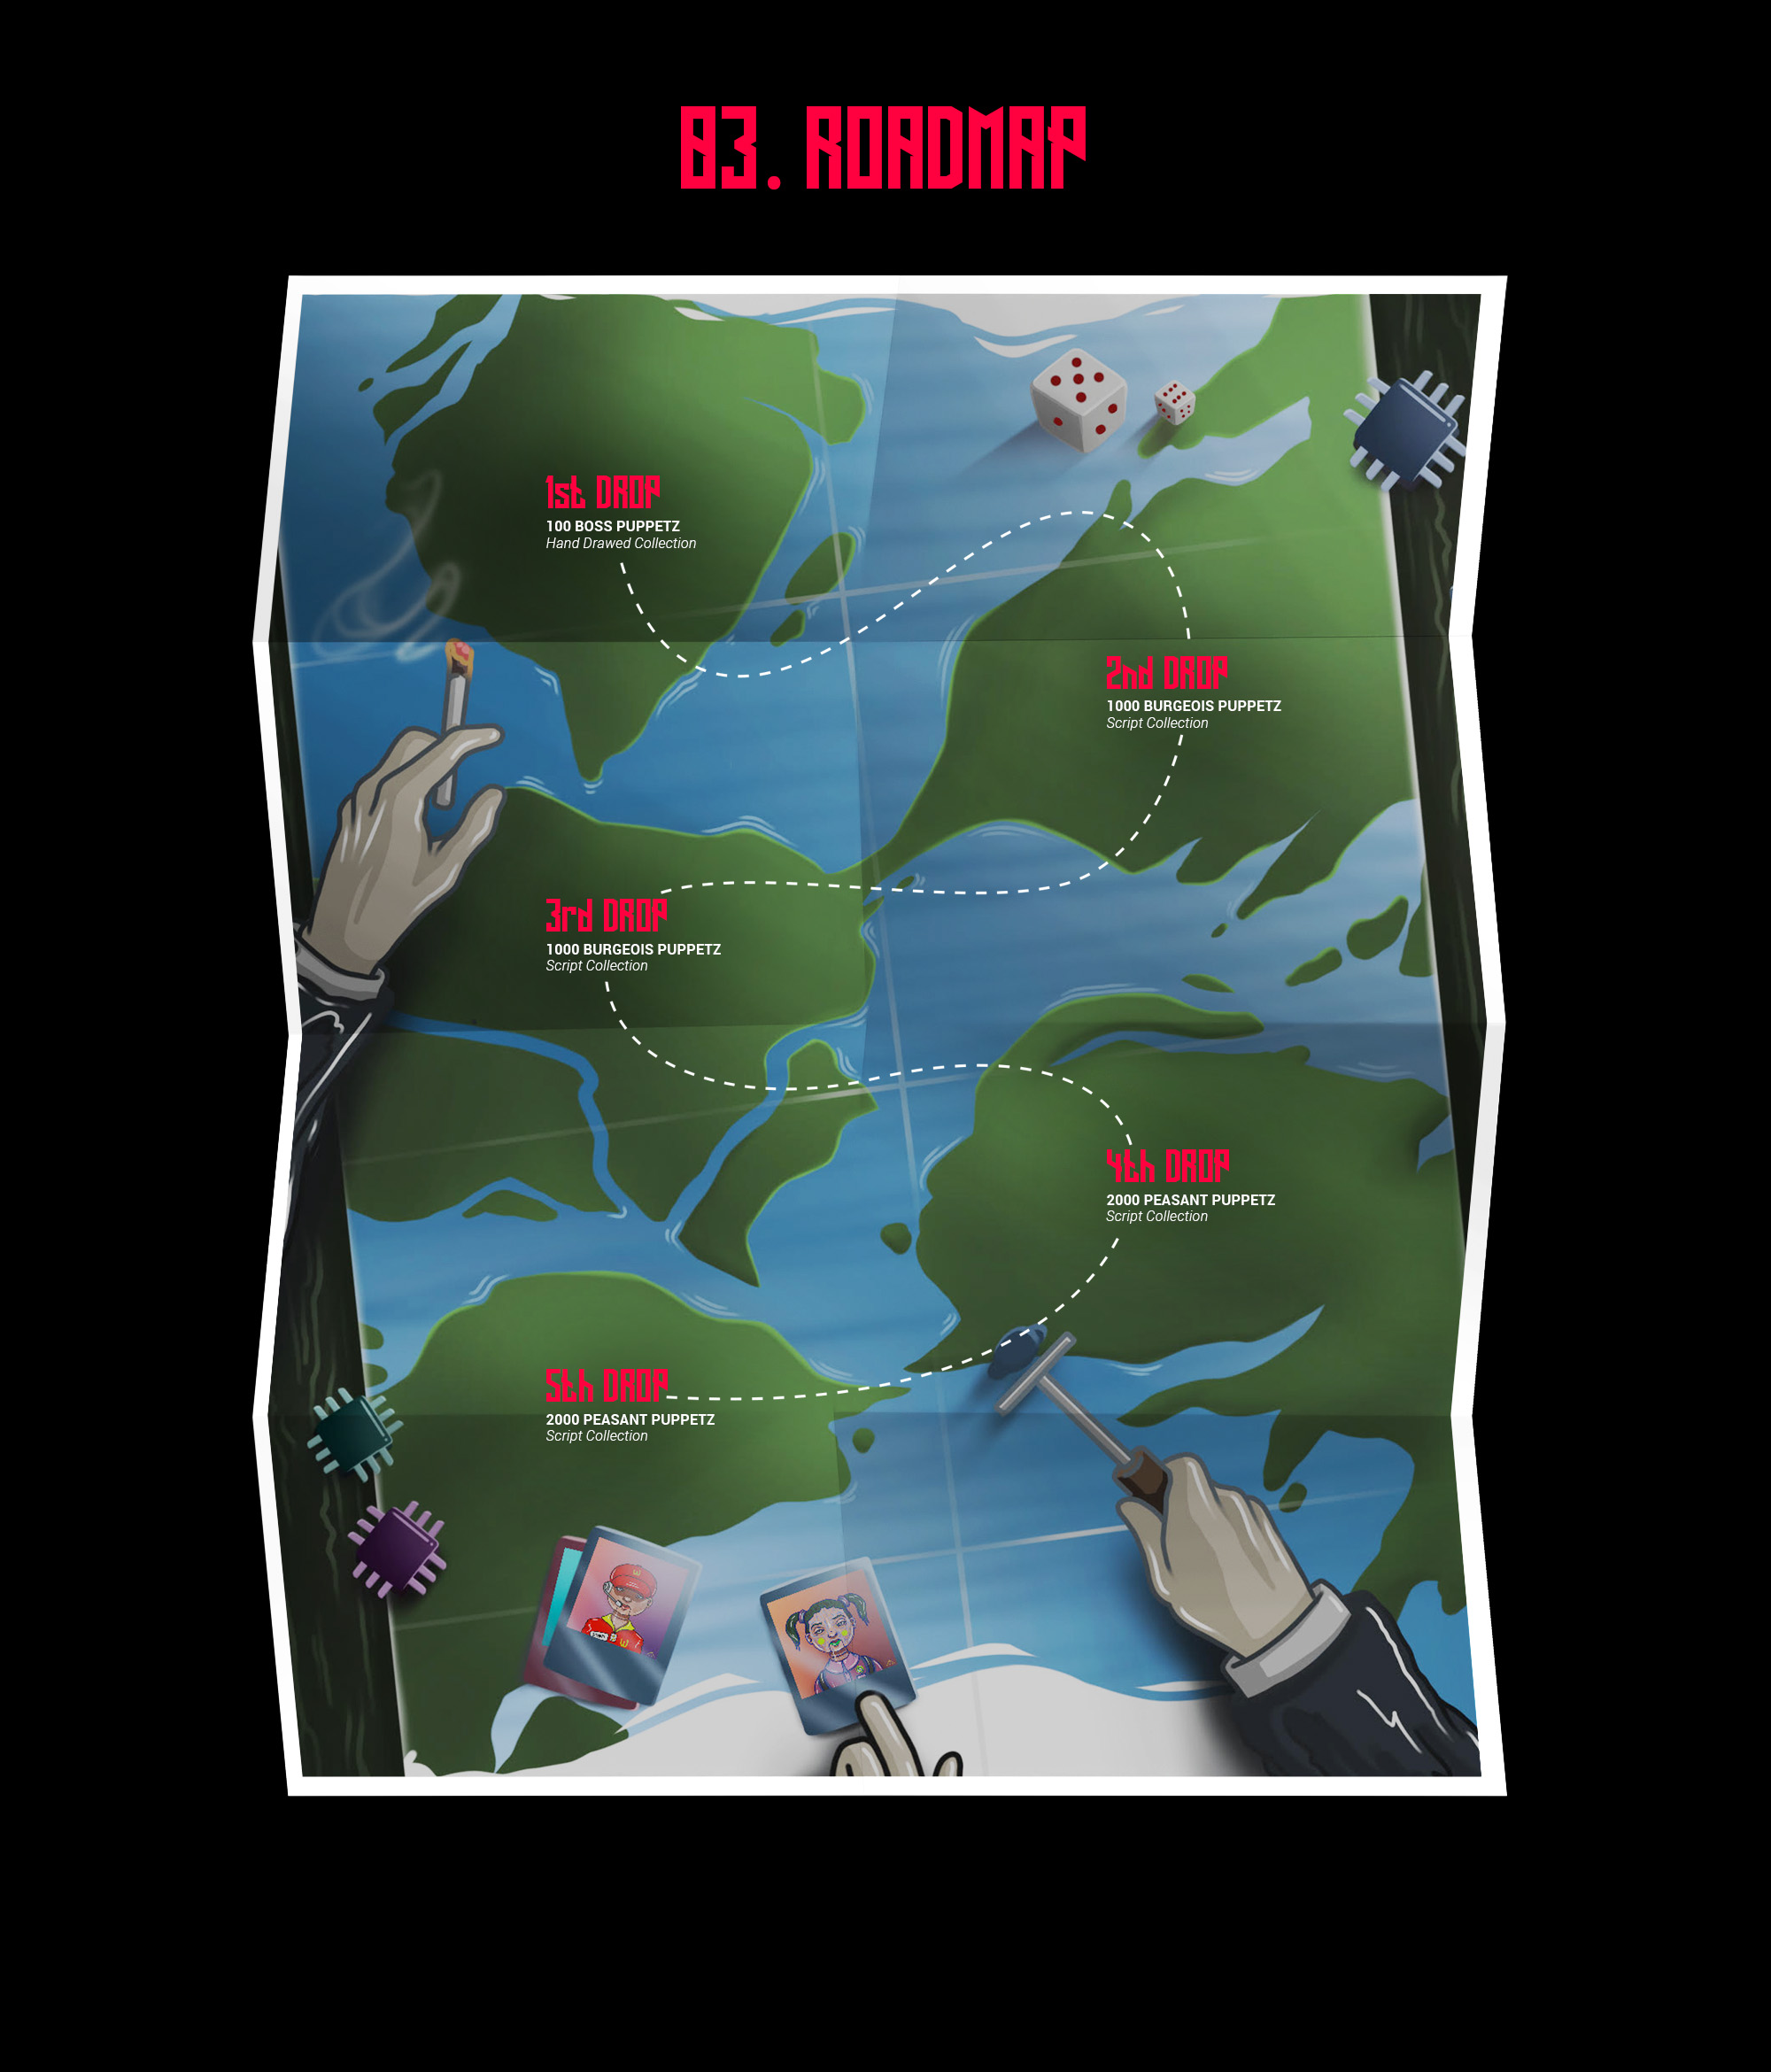 03. ROADMAP
1st DROP
100 BOSS PUPPETZ
Hand Drawed Collection
2nd DROP
1000 BURGEOIS PUPPETZ
Script Collection
3rd DROP
1000 BURGEOIS PUPPETZ
Script Collection
4th DROP
2000 PEASANT PUPPETZ
Script Collection
5th DROP
2000 PEASANT PUPPETZ
Script Collection